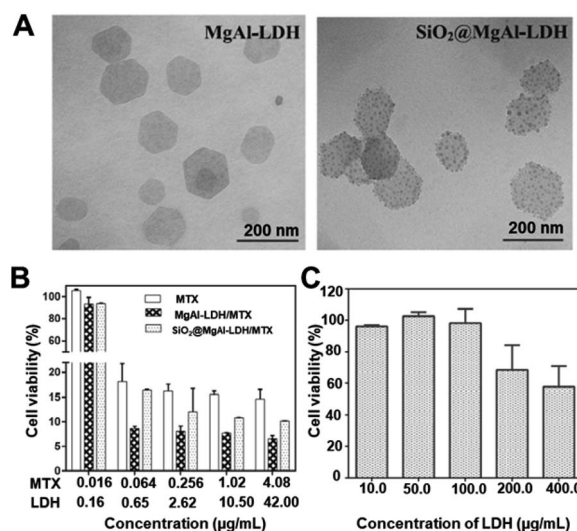 A
MgAl-LDH
SiO₂@MgAl-LDH
200 nm
200 nm
B
Cell viability (%)
100
80
60
20
15
10
5
0
MTX
MgAl-LDH/MTX
SiO₂@MgAl-LDH/MTX
MTX 0.016 0.064 0.256 1.02 4.08
LDH 0.16 0.65 2.62 10.50 42.00
Concentration (µg/mL)
C
Cell viability (%)
120
100
80
60
40
20
0
10.0 50.0 100.0 200.0 400.0
Concentration of LDH (µg/mL)